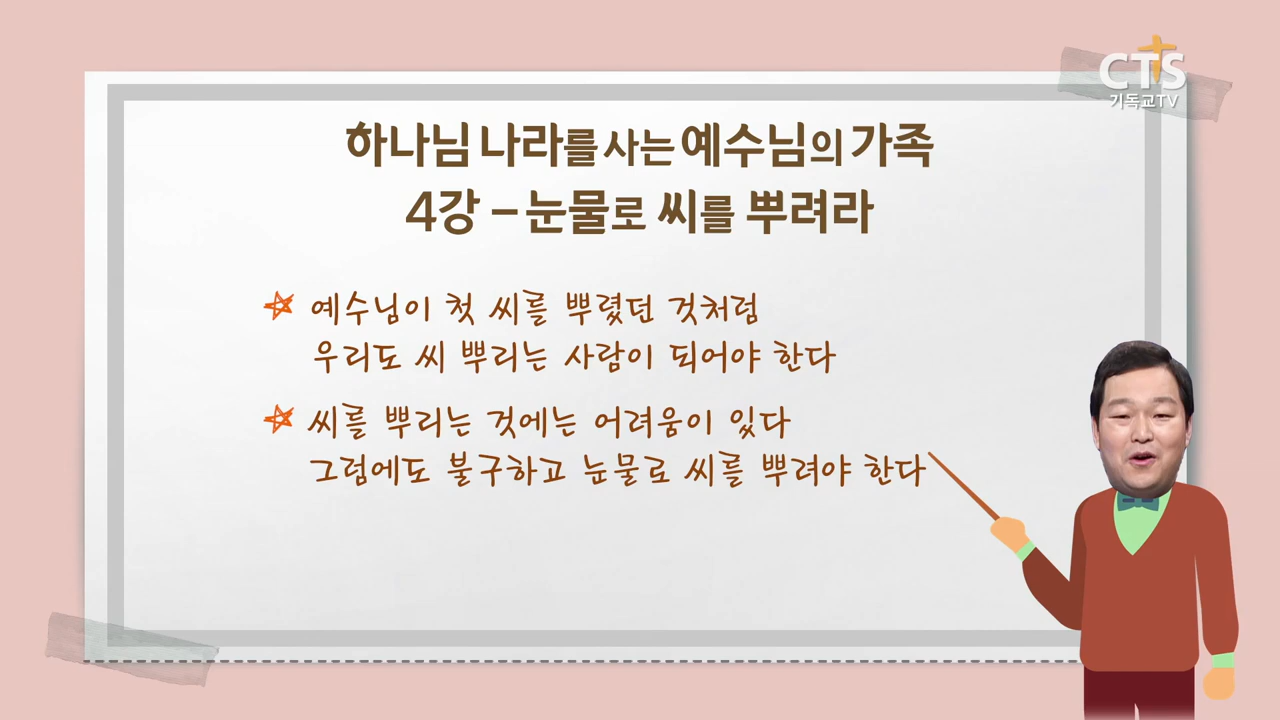 CTS
기독교TV
하나님 나라를 사는 예수님의 가족
4강 – 눈물로 씨를 뿌려라
예수님이 첫 씨를 뿌렸던 것처럼
우리도 씨 뿌리는 사람이 되어야 한다
씨를 뿌리는 것에는 어려움이 있다
그럼에도 불구하고 눈물로 씨를 뿌려야 한다